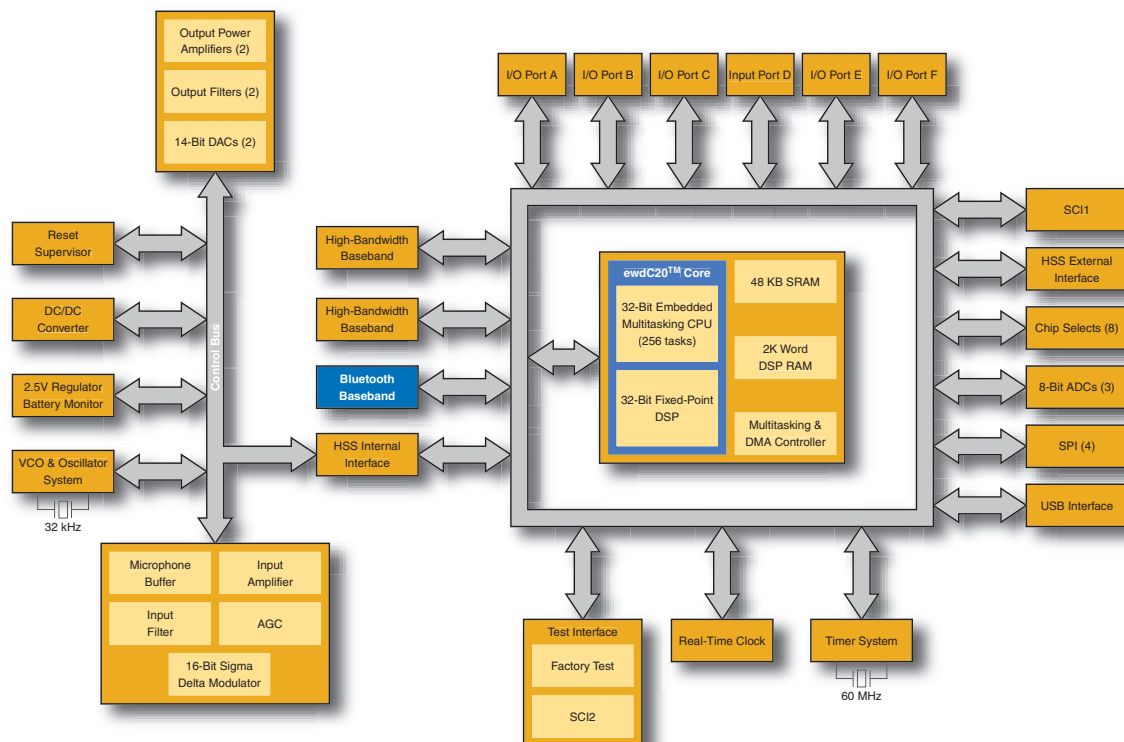 Output Power
Amplifiers (2)
Output Filters (2)
14-Bit DACs (2)
I/O Port A
I/O Port B
I/O Port C
Input Port D
I/O Port E
I/O Port F
Reset
Supervisor
DC/DC
Converter
2.5V Regulator
Battery Monitor
VCO & Oscillator
System
32 kHz
Control Bus
High-Bandwidth
Baseband
High-Bandwidth
Baseband
Bluetooth
Baseband
HSS Internal
Interface
ewdC20™ Core
32-Bit Embedded
Multitasking CPU
(256 tasks)
32-Bit Fixed-Point
DSP
48 KB SRAM
2K Word
DSP RAM
Multitasking &
DMA Controller
SCI1
HSS External
Interface
Chip Selects (8)
8-Bit ADCs (3)
SPI (4)
USB Interface
Microphone
Buffer
Input
Amplifier
Input
Filter
AGC
16-Bit Sigma
Delta Modulator
Test Interface
Factory Test
SCI2
Real-Time Clock
Timer System
60 MHz